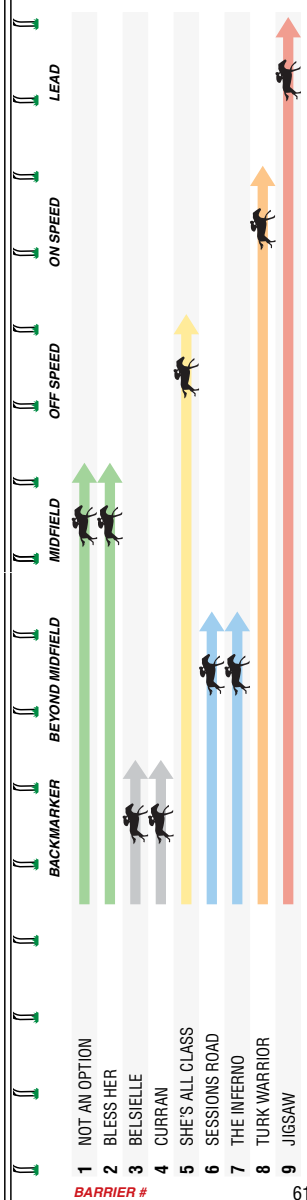 LEAD
ON SPEED
OFF SPEED
MIDFIELD
BEYOND MIDFIELD
BACKMARKER
1 NOT AN OPTION
2 BLESS HER
3 BELSIELLE
4 CURRAN
5 SHE'S ALL CLASS
6 SESSIONS ROAD
7 THE INFERNO
8 TURK WARRIOR
9 JIGSAW
BARRIER #
61